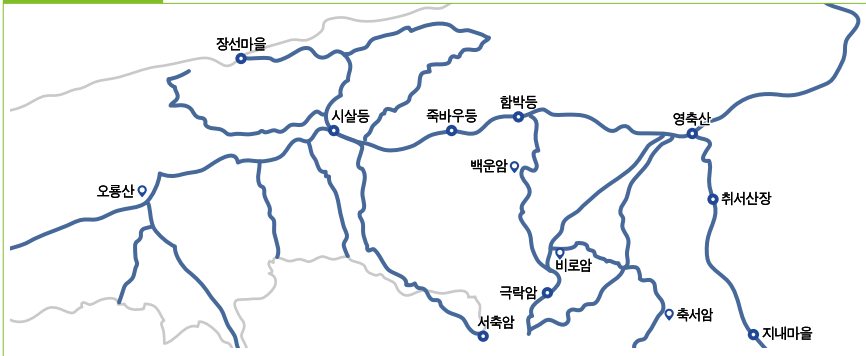 장선마을
시살등
죽바우등
함박등
영축산
백운암
오룡산
취서산장
비로암
극락암
서축암
축서암
지내마을